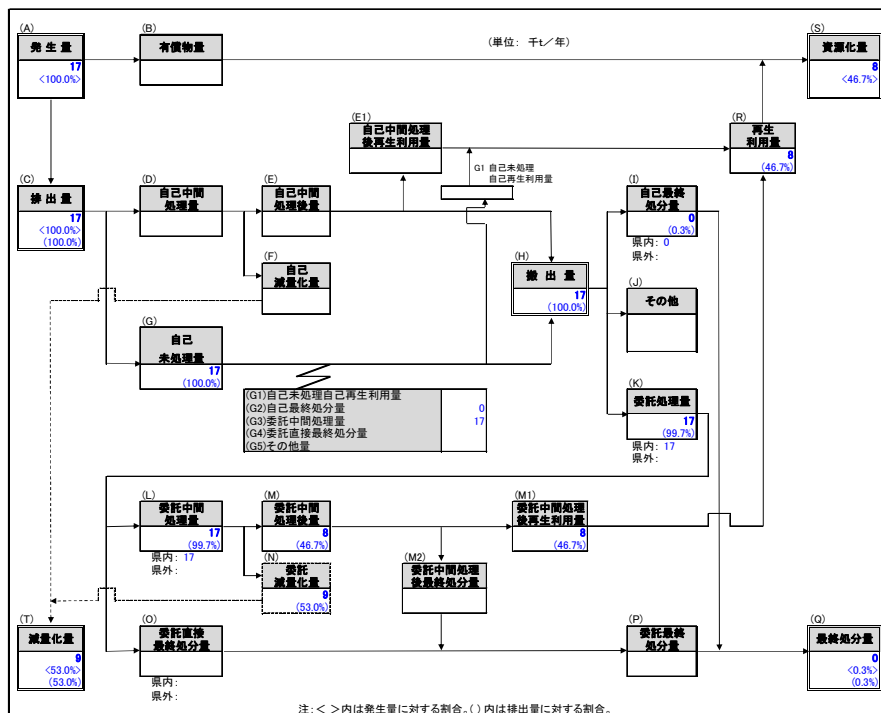 (A)
発 生 量
17
<100.0%>
(B)
有償物量
(単位: 千t/年)
(S)
資源化量
8
<46.7%>
(E1)
自己中間処理
後再生利用量
(R)
再生
利用量
8
(46.7%)
G1 自己未処理
自己再生利用量
(C)
排 出 量
17
<100.0%>
(100.0%)
(D)
自己中間
処理量
(E)
自己中間
処理後量
(I)
自己最終
処分量
0
(0.3%)
県内: 0
県外:
(F)
自己
減量化量
(H)
搬 出 量
17
(100.0%)
(J)
その他
(G)
自己
未処理量
17
(100.0%)
(G1)自己未処理自己再生利用量
(G2)自己最終処分量 0
(G3)委託中間処理量 17
(G4)委託直接最終処分量
(G5)その他量
(K)
委託処理量
17
(99.7%)
県内: 17
県外:
(L)
委託中間
処理量
17
(99.7%)
県内: 17
県外:
(M)
委託中間
処理後量
8
(46.7%)
(M1)
委託中間処理
後再生利用量
8
(46.7%)
(N)
委託
減量化量
9
(53.0%)
(M2)
委託中間処理
後最終処分量
(T)
減量化量
9
<53.0%>
(53.0%)
(O)
委託直接
最終処分量
県内:
県外:
(P)
委託最終
処分量
(Q)
最終処分量
0
<0.3%>
(0.3%)
注:< >内は発生量に対する割合。( )内は排出量に対する割合。